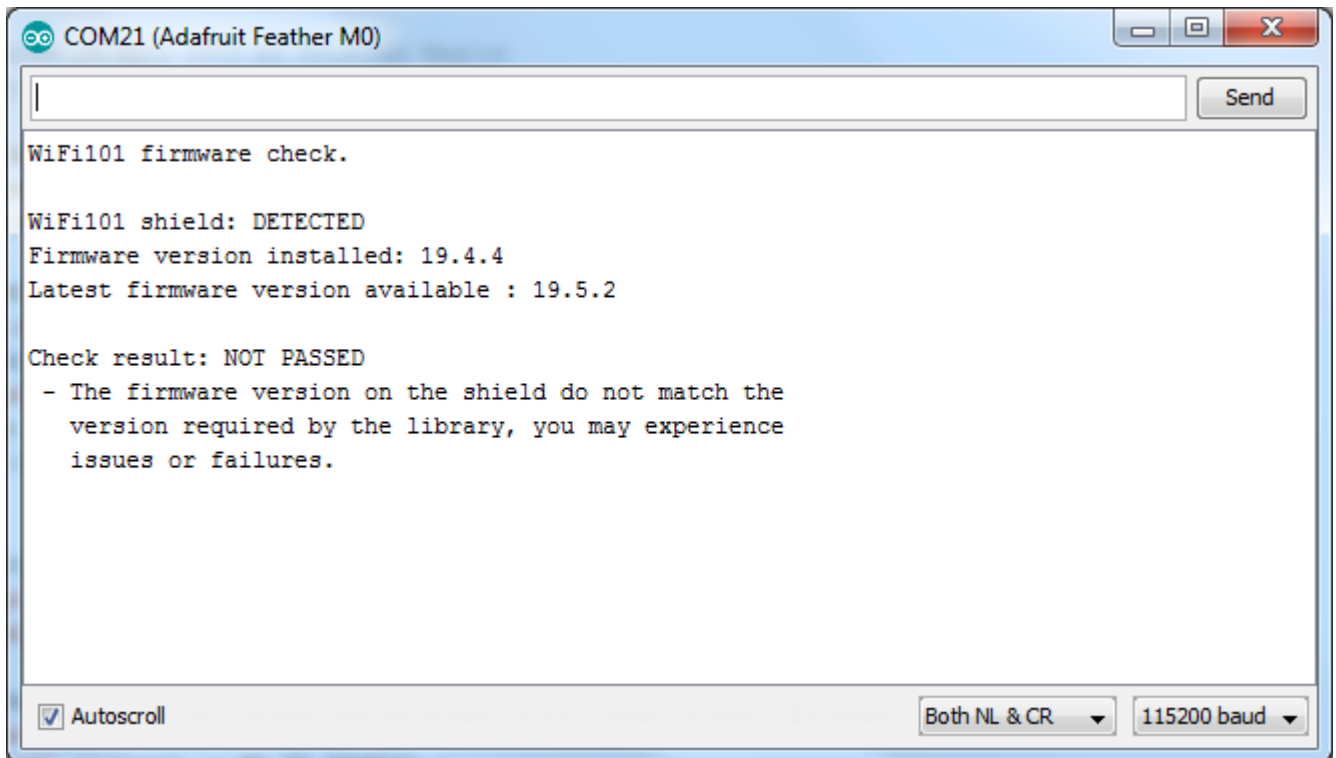 COM21 (Adafruit Feather M0)
Send
WiFi101 firmware check.
WiFi101 shield: DETECTED
Firmware version installed: 19.4.4
Latest firmware version available : 19.5.2
Check result: NOT PASSED
- The firmware version on the shield do not match the
version required by the library, you may experience
issues or failures.
Autoscroll
Both NL & CR
115200 baud